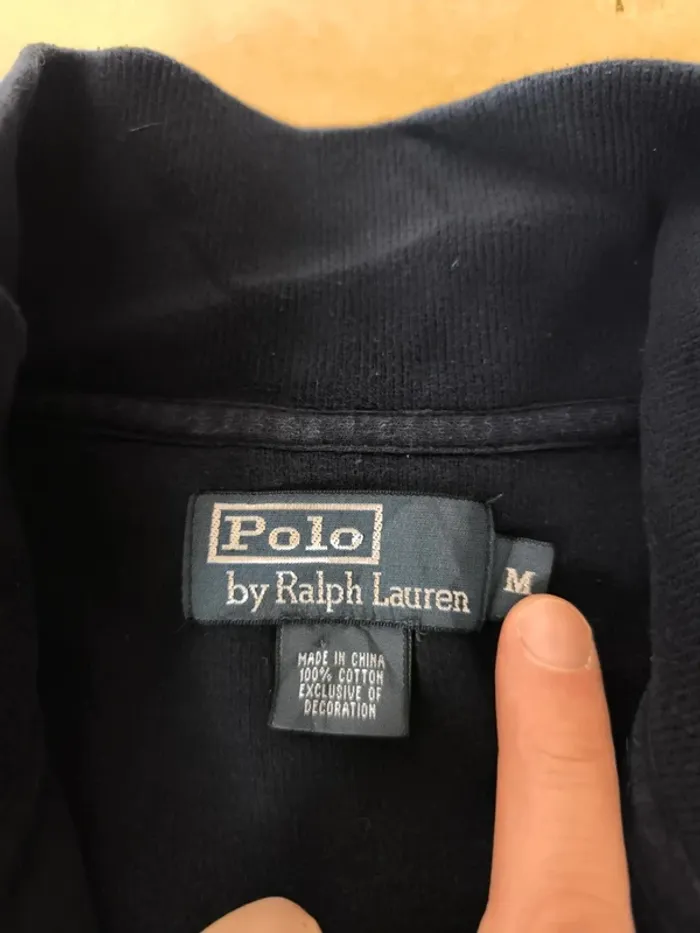 Polo
by Ralph Lauren
M
MADE IN CHINA
100% COTTON
EXCLUSIVE OF
DECORATION